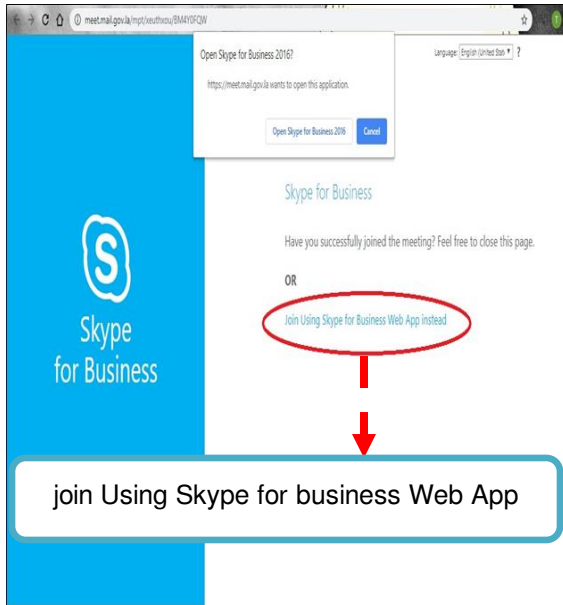 meet.mail.gov.la/mpt/xeuthxou/BM4Y0FQW
Open Skype for Business 2016?
https://meet.mail.gov.la wants to open this application.
Open Skype for Business 2016
Cancel
Language: English (United Stat
?
Skype for Business
Have you successfully joined the meeting? Feel free to close this page.
OR
Join Using Skype for Business Web App instead
S
Skype
for Business
join Using Skype for business Web App